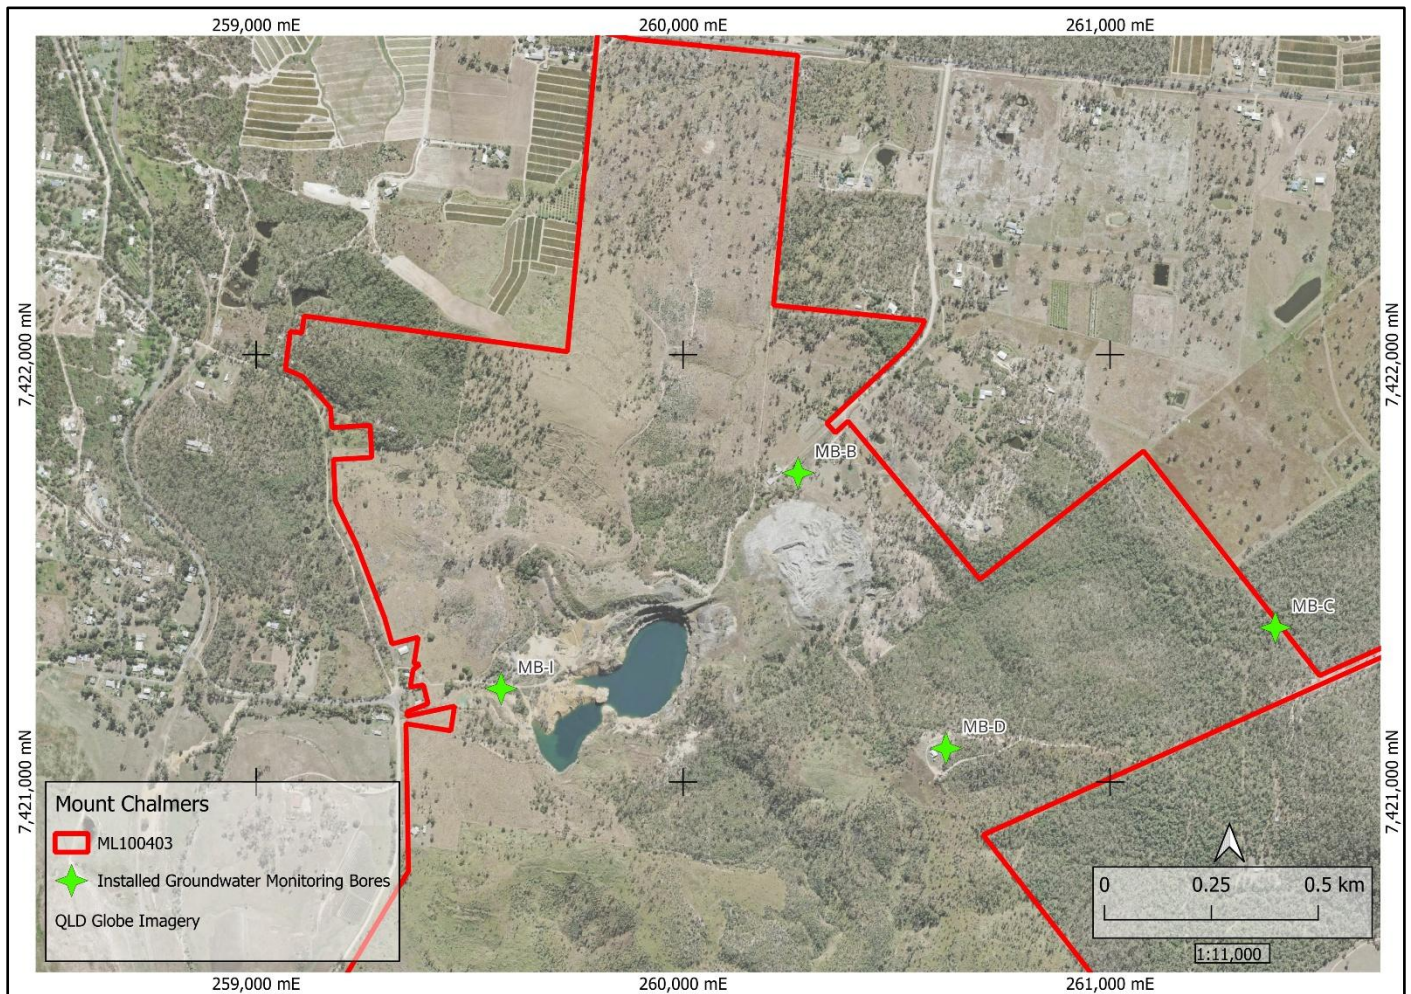 259,000 mE
260,000 mE
261,000 mE
7,422,000 mN
7,422,000 mN
MB-B
MB-C
MB-I
MB-D
7,421,000 mN
7,421,000 mN
Mount Chalmers
ML100403
Installed Groundwater Monitoring Bores
QLD Globe Imagery
0 0.25 0.5 km
1:11,000
259,000 mE
260,000 mE
261,000 mE